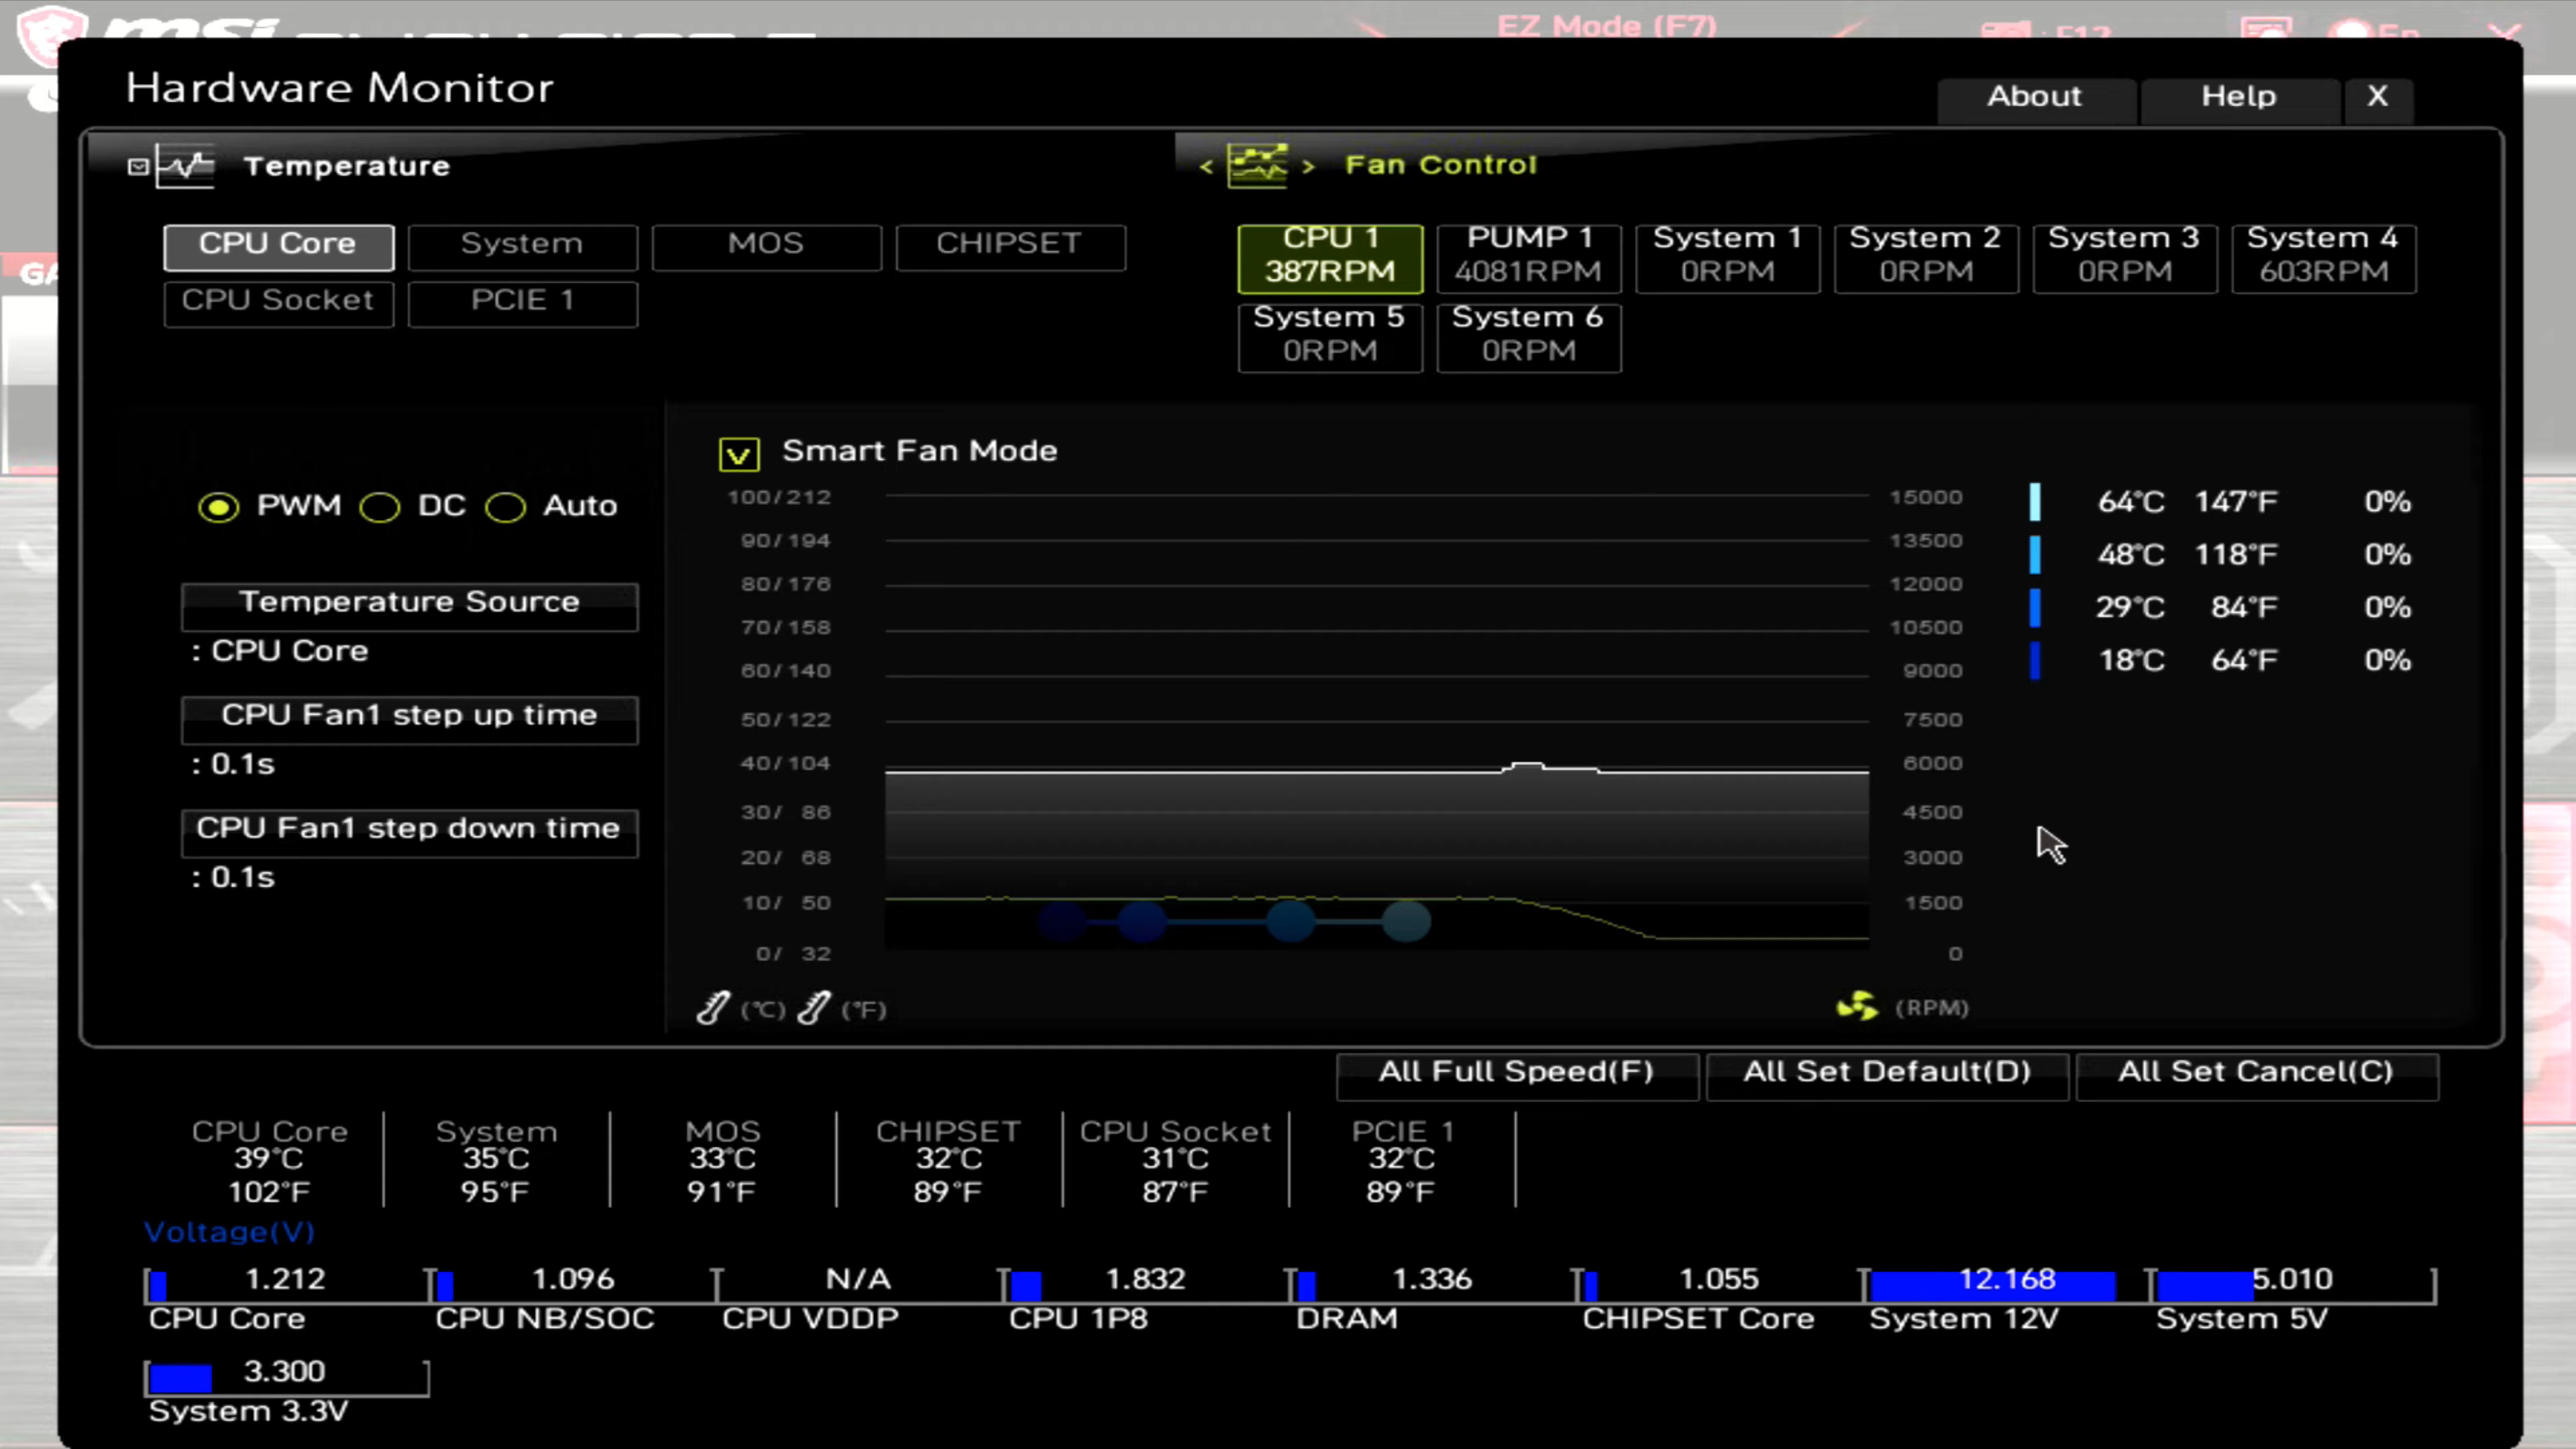 EZ Mode (F7)
Hardware Monitor
About
Help
X
Temperature
< > Fan Control
CPU Core
System
MOS
CHIPSET
CPU Socket
PCIE 1
CPU 1
387RPM
PUMP 1
4081RPM
System 1
0RPM
System 2
0RPM
System 3
0RPM
System 4
603RPM
System 5
0RPM
System 6
0RPM
PWM
DC
Auto
Temperature Source
: CPU Core
CPU Fan1 step up time
: 0.1s
CPU Fan1 step down time
: 0.1s
V Smart Fan Mode
100/212 15000
90/194 13500
80/176 12000
70/158 10500
60/140 9000
50/122 7500
40/104 6000
30/ 86 4500
20/ 68 3000
10/ 50 1500
0/ 32 0
(°C) (°F) (RPM)
64°C 147°F 0%
48°C 118°F 0%
29°C 84°F 0%
18°C 64°F 0%
All Full Speed(F)
All Set Default(D)
All Set Cancel(C)
CPU Core
39°C
102°F
System
35°C
95°F
MOS
33°C
91°F
CHIPSET
32°C
89°F
CPU Socket
31°C
87°F
PCIE 1
32°C
89°F
Voltage(V)
1.212
CPU Core
1.096
CPU NB/SOC
N/A
CPU VDDP
1.832
CPU 1P8
1.336
DRAM
1.055
CHIPSET Core
12.168
System 12V
5.010
System 5V
3.300
System 3.3V